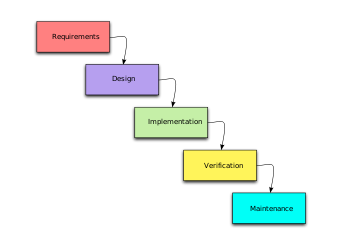 Requirements
Design
Implementation
Verification
Maintenance